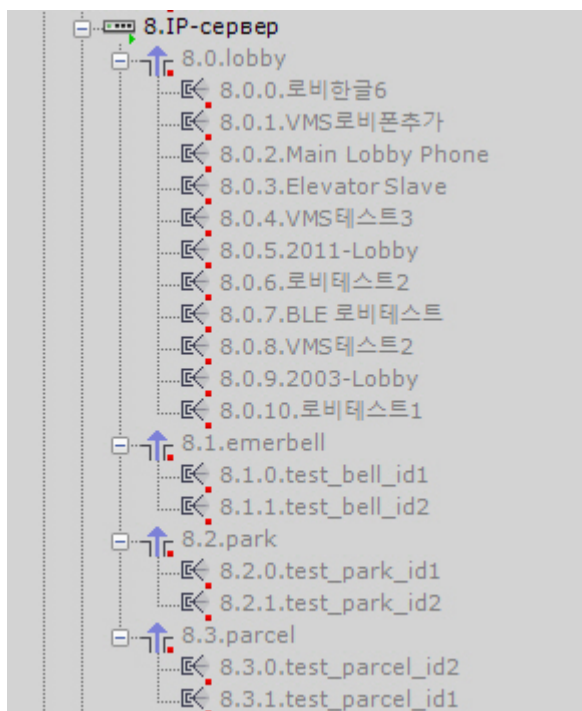 8.IP-сервер
8.0.lobby
8.0.0.로비한글6
8.0.1.VMS로비폰추가
8.0.2.Main Lobby Phone
8.0.3.Elevator Slave
8.0.4.VMS테스트3
8.0.5.2011-Lobby
8.0.6.로비테스트2
8.0.7.BLE 로비테스트
8.0.8.VMS테스트2
8.0.9.2003-Lobby
8.0.10.로비테스트1
8.1.emerbell
8.1.0.test_bell_id1
8.1.1.test_bell_id2
8.2.park
8.2.0.test_park_id1
8.2.1.test_park_id2
8.3.parcel
8.3.0.test_parcel_id2
8.3.1.test_parcel_id1